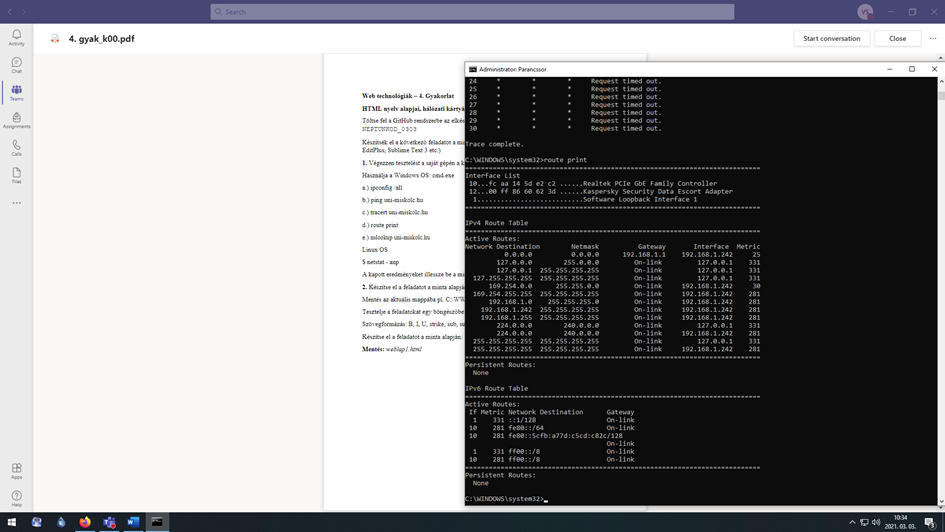 Search
VS
Activity
Chat
Teams
Assignments
Calls
Files
Apps
Help
4. gyak_k00.pdf
Start conversation
Close
Web technológiák – 4. Gyakorlat
HTML nyelv alapjai, hálózati kárty
Töltse fel a GitHub rendszerbe az elkés
NEPTUNKOD_0303
Készítsék el a következő feladatot a mi
EditPlus, Sublime Text 3 etc.)
1. Végezzen tesztelést a saját gépén a k
Használja a Windows OS: cmd.exe
a.) ipconfig /all
b.) ping uni-miskolc.hu
c.) tracert uni-miskolc.hu
d.) route print
e.) nslookup uni-miskolc.hu
Linux OS
5 netstat - anp
A kapott eredményeket illessze be a ma
2. Készítse el a feladatot a minta alapján
Mentés az aktuális mappába pl. C:\WW
Tesztelje a feladatokat egy böngészőbe
Szövegformázás: B, I, U, strike, sub, su
Készítse el a feladatot a minta alapján:
Mentés: weblap1.html
Administrator: Parancssor
24 * * * Request timed out.
25 * * * Request timed out.
26 * * * Request timed out.
27 * * * Request timed out.
28 * * * Request timed out.
29 * * * Request timed out.
30 * * * Request timed out.
Trace complete.
C:\WINDOWS\system32>route print
===========================================================================
Interface List
10...fc aa 14 5d e2 c2 ......Realtek PCIe GbE Family Controller
12...00 ff 86 60 62 3d ......Kaspersky Security Data Escort Adapter
1...........................Software Loopback Interface 1
===========================================================================
IPv4 Route Table
===========================================================================
Active Routes:
Network Destination Netmask Gateway Interface Metric
0.0.0.0 0.0.0.0 192.168.1.1 192.168.1.242 25
127.0.0.0 255.0.0.0 On-link 127.0.0.1 331
127.0.0.1 255.255.255.255 On-link 127.0.0.1 331
127.255.255.255 255.255.255.255 On-link 127.0.0.1 331
169.254.0.0 255.255.0.0 On-link 192.168.1.242 30
169.254.255.255 255.255.255.255 On-link 192.168.1.242 281
192.168.1.0 255.255.255.0 On-link 192.168.1.242 281
192.168.1.242 255.255.255.255 On-link 192.168.1.242 281
192.168.1.255 255.255.255.255 On-link 192.168.1.242 281
224.0.0.0 240.0.0.0 On-link 127.0.0.1 331
224.0.0.0 240.0.0.0 On-link 192.168.1.242 281
255.255.255.255 255.255.255.255 On-link 127.0.0.1 331
255.255.255.255 255.255.255.255 On-link 192.168.1.242 281
===========================================================================
Persistent Routes:
None
IPv6 Route Table
===========================================================================
Active Routes:
If Metric Network Destination Gateway
1 331 ::1/128 On-link
10 281 fe80::/64 On-link
10 281 fe80::5cfb:a77d:c5cd:c82c/128
On-link
1 331 ff00::/8 On-link
10 281 ff00::/8 On-link
===========================================================================
Persistent Routes:
None
C:\WINDOWS\system32>
10:34
2021. 03. 03.
3